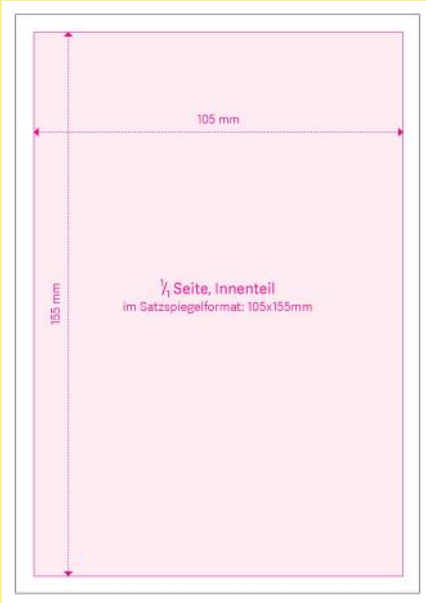 105 mm
155 mm
1/1 Seite, Innenteil
im Satzspiegelformat: 105x155mm